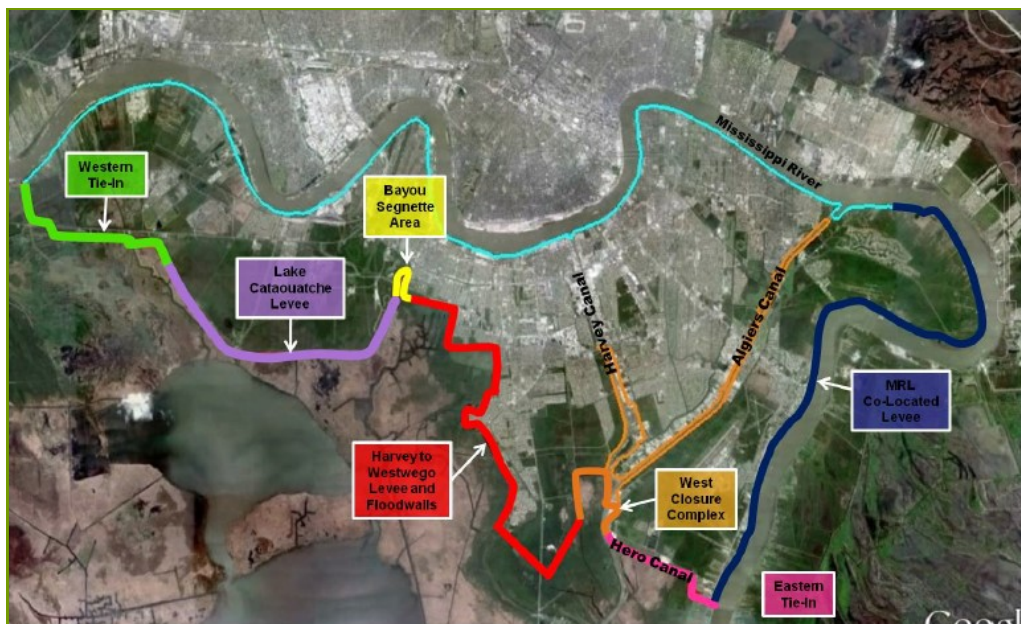 Western
Tie-In
Bayou
Segnette
Area
Mississippi River
Lake
Cataouatche
Levee
Harvey Canal
Algiers Canal
MRL
Co-Located
Levee
Harvey to
Westwego
Levee and
Floodwalls
West
Closure
Complex
Hero Canal
Eastern
Tie-In
Google